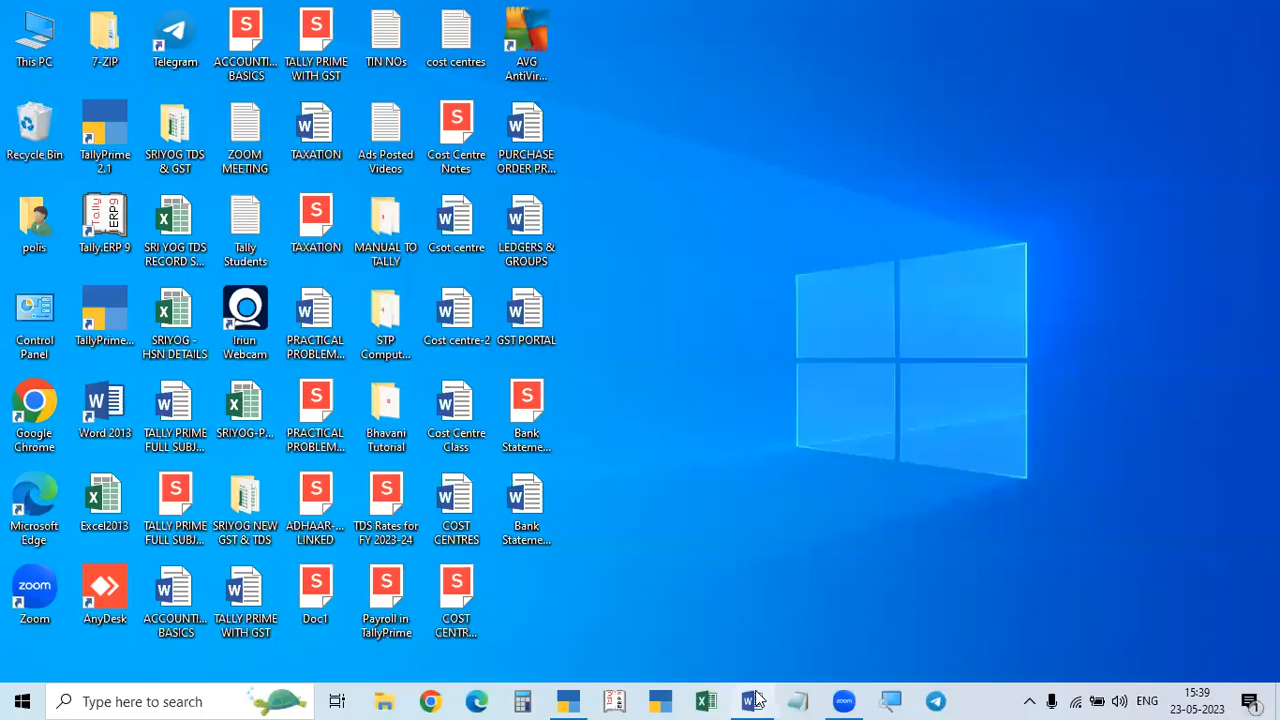 This PC
7-ZIP
Telegram
ACCOUNTI...
BASICS
TALLY PRIME
WITH GST
TIN NOs
cost centres
AVG
AntiVir...
Recycle Bin
TallyPrime
2.1
SRIYOG TDS
& GST
ZOOM
MEETING
TAXATION
Ads Posted
Videos
Cost Centre
Notes
PURCHASE
ORDER PR...
polis
Tally.ERP 9
SRI YOG TDS
RECORD S...
Tally
Students
TAXATION
MANUAL TO
TALLY
Csot centre
LEDGERS &
GROUPS
Control
Panel
TallyPrime...
SRIYOG -
HSN DETAILS
Iriun
Webcam
PRACTICAL
PROBLEM...
STP
Comput...
Cost centre-2
GST PORTAL
Google
Chrome
Word 2013
TALLY PRIME
FULL SUBJ...
SRIYOG-P...
PRACTICAL
PROBLEM...
Bhavani
Tutorial
Cost Centre
Class
Bank
Stateme...
Microsoft
Edge
Excel2013
TALLY PRIME
FULL SUBJ...
SRIYOG NEW
GST & TDS
ADHAAR-...
LINKED
TDS Rates for
FY 2023-24
COST
CENTRES
Bank
Stateme...
zoom
Zoom
AnyDesk
ACCOUNTI...
BASICS
TALLY PRIME
WITH GST
Doc1
Payroll in
TallyPrime
COST
CENTR...
Type here to search
zoom
ENG
15:39
23-05-2023